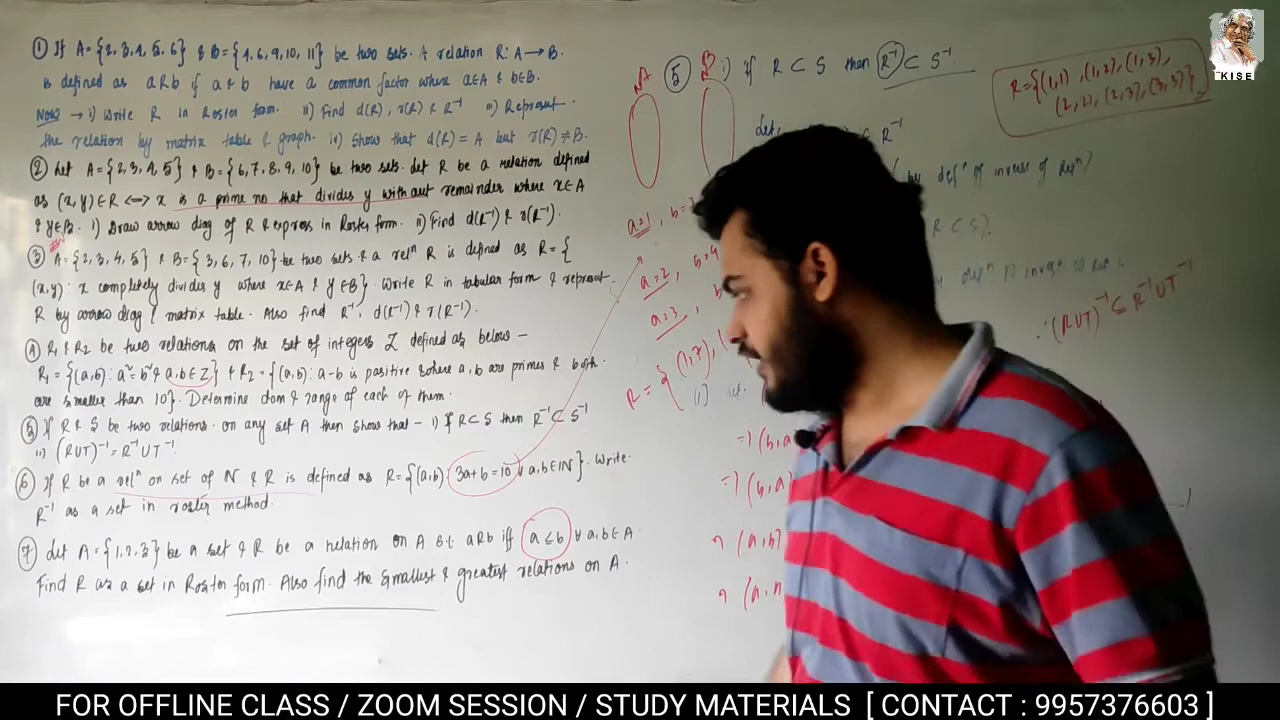 ① If A = {2, 3, 4, 5, 6} & B = {4, 6, 9, 10, 11} be two sets. A relation R: A → B.
is defined as aRb if a & b have a common factor where a∈A & b∈B.
Now → i) Write R in Roster form. ii) Find d(R), r(R) & R⁻¹ iii) Represent.
the relation by matrix table & graph. iv) Show that d(R) = A but r(R) ≠ B.
② Let A = {2, 3, 4, 5} & B = {6, 7, 8, 9, 10} be two sets. Let R be a relation defined
as (x, y) ∈ R <-> x is a prime no that divides y without remainder where x∈A
& y∈B. i) Draw arrow diag of R & express in Roster form. ii) Find d(R⁻¹) & r(R⁻¹).
③ A = {2, 3, 4, 5} & B = {3, 6, 7, 10} be two sets & a relⁿ R is defined as R = {
(x, y): x completely divides y where x∈A & y∈B}. Write R in tabular form & represent
R by arrow diag & matrix table. Also find R⁻¹, d(R⁻¹) & r(R⁻¹).
④ R₁ & R₂ be two relations on the set of integers Z defined as below –
R₁ = {(a, b): a² = b² & a, b ∈ Z} & R₂ = {(a, b): a-b is positive where a, b are primes & both
are smaller than 10}. Determine dom & range of each of them.
⑤ If R & S be two relations on any set A then show that – i) If R⊂S then R⁻¹ ⊂ S⁻¹
ii) (RUT)⁻¹ = R⁻¹UT⁻¹.
⑥ If R be a relⁿ on set of N & R is defined as R = {(a, b): 3a+b = 10 ∀ a, b∈N}. Write
R⁻¹ as a set in roster method.
⑦ Let A = {1, 2, 3} be a set & R be a relation on A s.t. aRb iff a ≤ b ∀ a, b ∈ A
Find R as a set in Roster form. Also find the smallest & greatest relations on A.
A B
a=1, b=7
a=2,
a=3, b
R = { (1,7),
⑤ i) if R ⊂ S then R⁻¹ ⊂ S⁻¹
Let,
R⁻¹
by defⁿ of inverse of Relⁿ)
R ⊂ S).
(ii)
=> (b, a
=> (b, a)
(a, b)
(a,
R = {(1,1), (1,2), (1,3),
(2,2), (2,3), (3,3)}
∴ (RUT)⁻¹ ⊆ R⁻¹UT⁻¹
KISE
FOR OFFLINE CLASS / ZOOM SESSION / STUDY MATERIALS [ CONTACT : 9957376603 ]